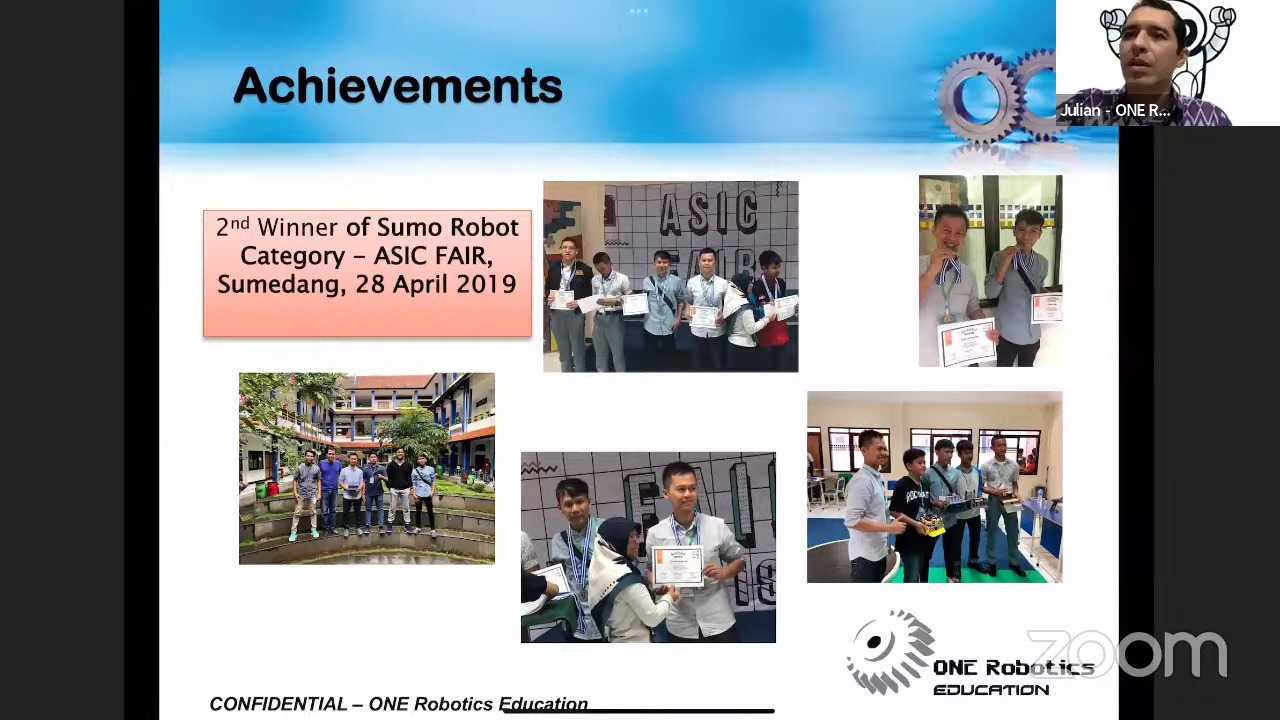 Achievements
Julian - ONE R...
2nd Winner of Sumo Robot
Category – ASIC FAIR,
Sumedang, 28 April 2019
ASIC
FAIR
ONE Robotics
EDUCATION
zoom
CONFIDENTIAL – ONE Robotics Education